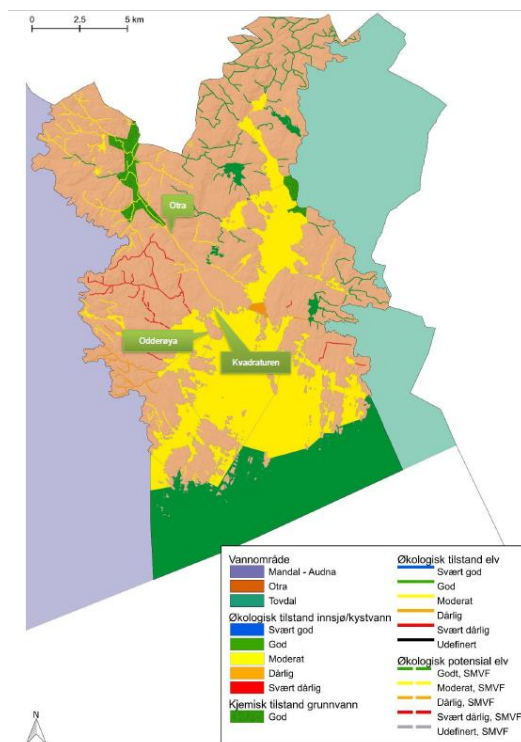 0 2.5 5 km
Otra
Odderøya
Kvadraturen
Vannområde
Mandal - Audna
Otra
Tovdal
Økologisk tilstand innsjø/kystvann
Svært god
God
Moderat
Dårlig
Svært dårlig
Kjemisk tilstand grunnvann
God
Økologisk tilstand elv
Svært god
God
Moderat
Dårlig
Svært dårlig
Udefinert
Økologisk potensial elv
Godt, SMVF
Moderat, SMVF
Dårlig, SMVF
Svært dårlig, SMVF
Udefinert, SMVF
N